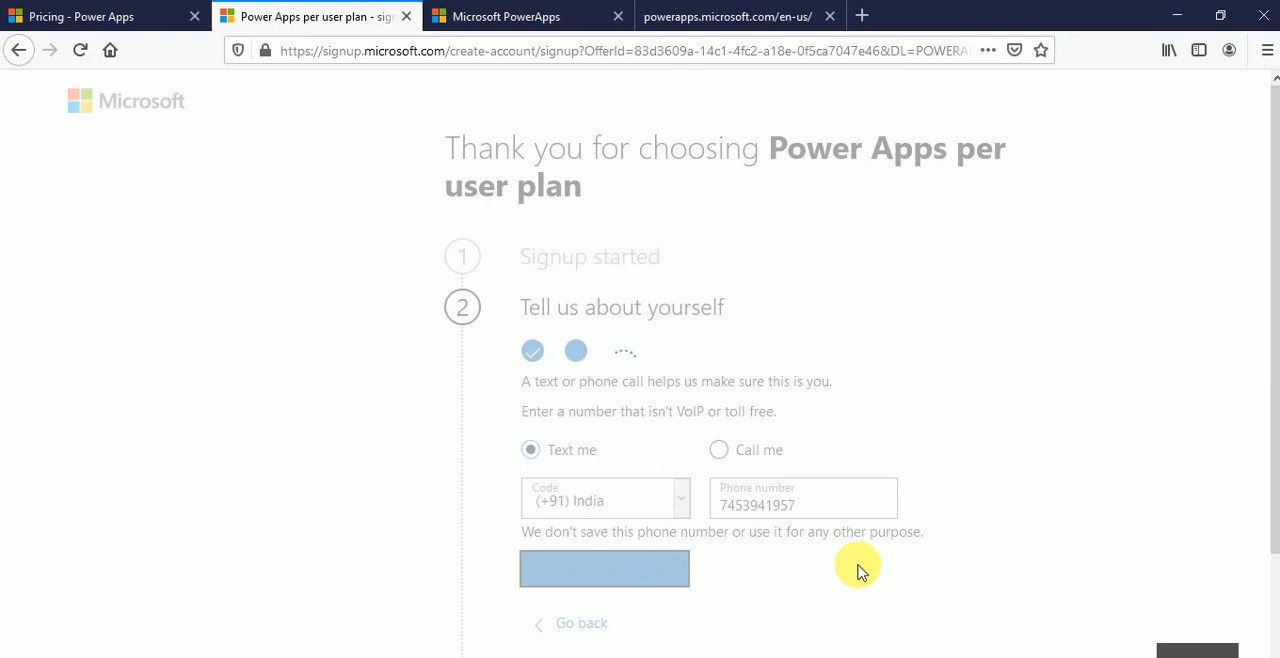 Pricing - Power Apps
Power Apps per user plan - sig
Microsoft PowerApps
powerapps.microsoft.com/en-us/
https://signup.microsoft.com/create-account/signup?OfferId=83d3609a-14c1-4fc2-a18e-0f5ca7047e46&DL=POWERA
Microsoft
Thank you for choosing Power Apps per
user plan
1 Signup started
2 Tell us about yourself
A text or phone call helps us make sure this is you.
Enter a number that isn't VoIP or toll free.
Text me Call me
Code Phone number
(+91) India 7453941957
We don't save this phone number or use it for any other purpose.
Go back